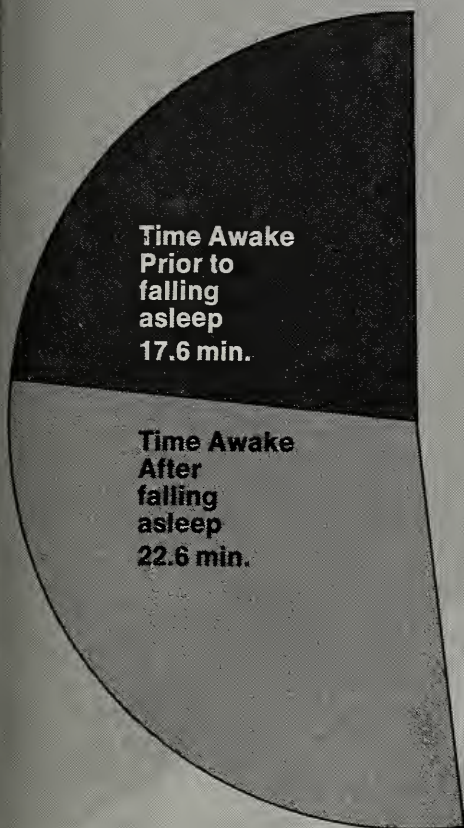 Time Awake
Prior to
falling
asleep
17.6 min.
Time Awake
After
falling
asleep
22.6 min.